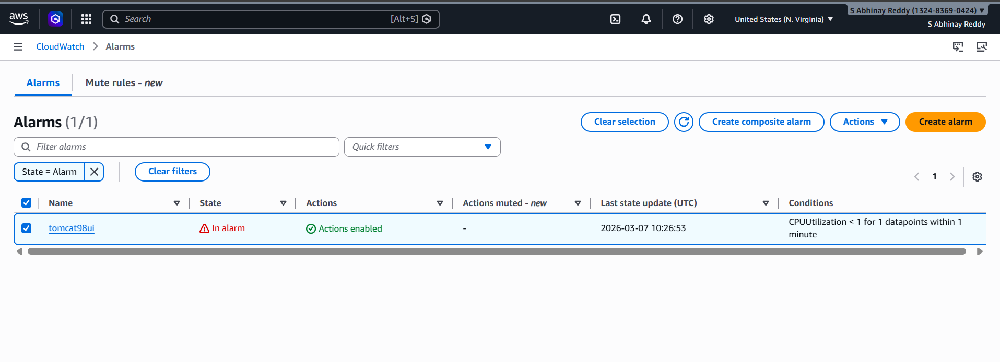 aws
Search
[Alt+S]
United States (N. Virginia)
S Abhinay Reddy (1324-8369-0424)
S Abhinay Reddy
CloudWatch
Alarms
Alarms
Mute rules - new
Alarms (1/1)
Clear selection
Create composite alarm
Actions
Create alarm
Filter alarms
Quick filters
State = Alarm
Clear filters
1
Name
State
Actions
Actions muted - new
Last state update (UTC)
Conditions
tomcat98ui
In alarm
Actions enabled
-
2026-03-07 10:26:53
CPUUtilization < 1 for 1 datapoints within 1
minute